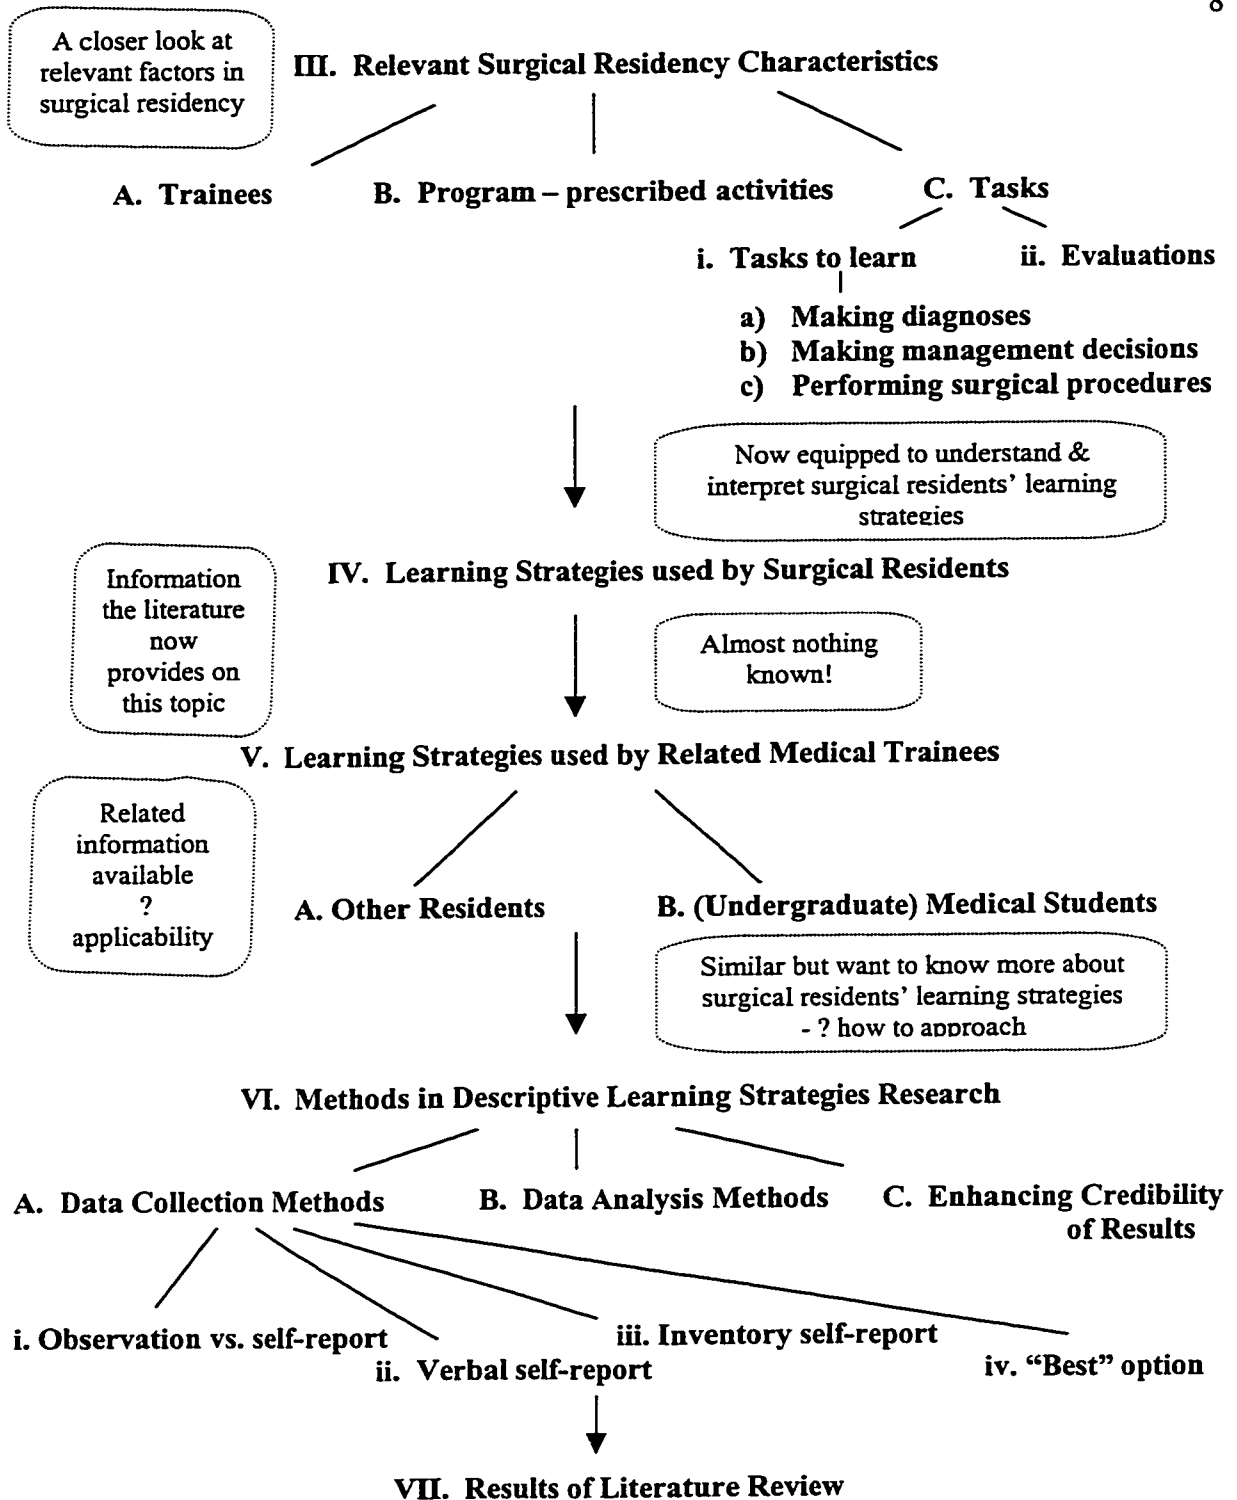 8
A closer look at
relevant factors in
surgical residency
III. Relevant Surgical Residency Characteristics
A. Trainees
B. Program – prescribed activities
C. Tasks
i. Tasks to learn
ii. Evaluations
a) Making diagnoses
b) Making management decisions
c) Performing surgical procedures
Now equipped to understand &
interpret surgical residents' learning
strategies
IV. Learning Strategies used by Surgical Residents
Information
the literature
now
provides on
this topic
Almost nothing
known!
V. Learning Strategies used by Related Medical Trainees
Related
information
available
?
applicability
A. Other Residents
B. (Undergraduate) Medical Students
Similar but want to know more about
surgical residents' learning strategies
- ? how to approach
VI. Methods in Descriptive Learning Strategies Research
A. Data Collection Methods
B. Data Analysis Methods
C. Enhancing Credibility
of Results
i. Observation vs. self-report
ii. Verbal self-report
iii. Inventory self-report
iv. “Best” option
VII. Results of Literature Review